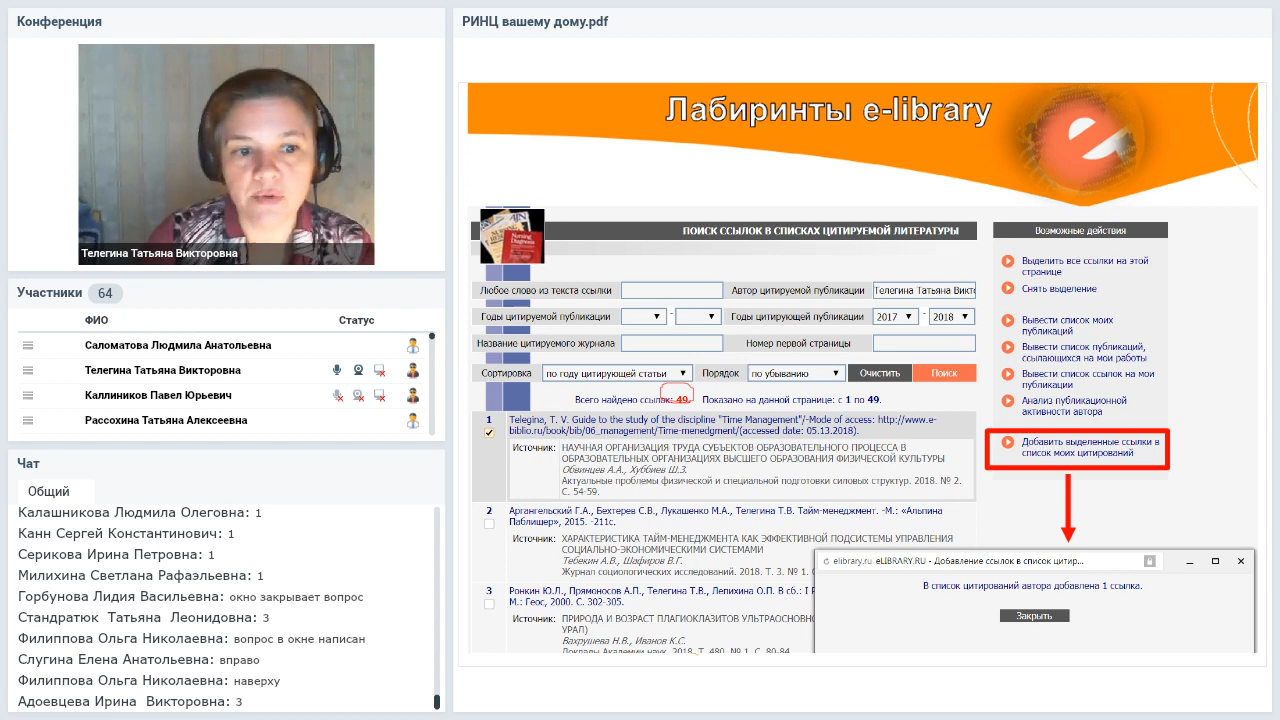 Конференция
Телегина Татьяна Викторовна
Участники 64
ФИО Статус
Саломатова Людмила Анатольевна
Телегина Татьяна Викторовна
Каллиников Павел Юрьевич
Рассохина Татьяна Алексеевна
Чат
Общий
Калашникова Людмила Олеговна: 1
Канн Сергей Константинович: 1
Серикова Ирина Петровна: 1
Милихина Светлана Рафаэльевна: 1
Горбунова Лидия Васильевна: окно закрывает вопрос
Стандратюк Татьяна Леонидовна: 3
Филиппова Ольга Николаевна: вопрос в окне написан
Слугина Елена Анатольевна: вправо
Филиппова Ольга Николаевна: наверху
Адоевцева Ирина Викторовна: 3
РИНЦ вашему дому.pdf
Лабиринты e-library
ПОИСК ССЫЛОК В СПИСКАХ ЦИТИРУЕМОЙ ЛИТЕРАТУРЫ
Любое слово из текста ссылки Автор цитируемой публикации Телегина Татьяна Викто
Годы цитируемой публикации - Годы цитирующей публикации 2017 - 2018
Название цитируемого журнала Номер первой страницы
Сортировка по году цитирующей статьи Порядок по убыванию Очистить Поиск
Всего найдено ссылок: 49. Показано на данной странице: с 1 по 49.
1 Telegina, T. V. Guide to the study of the discipline "Time Management"/-Mode of access: http://www.e-
biblio.ru/book/bib/06_management/Time-menedgment/(accessed date: 05.13.2018).
Источник: НАУЧНАЯ ОРГАНИЗАЦИЯ ТРУДА СУБЪЕКТОВ ОБРАЗОВАТЕЛЬНОГО ПРОЦЕССА В
ОБРАЗОВАТЕЛЬНЫХ ОРГАНИЗАЦИЯХ ВЫСШЕГО ОБРАЗОВАНИЯ ФИЗИЧЕСКОЙ КУЛЬТУРЫ
Обвинцев А.А., Хуббиев Ш.З.
Актуальные проблемы физической и специальной подготовки силовых структур. 2018. № 2.
С. 54-59.
2 Аргангельский Г.А., Бехтерев С.В., Лукашенко М.А., Телегина Т.В. Тайм-менеджмент. -М.: «Альпина
Паблишер», 2015. -211с.
Источник: ХАРАКТЕРИСТИКА ТАЙМ-МЕНЕДЖМЕНТА КАК ЭФФЕКТИВНОЙ ПОДСИСТЕМЫ УПРАВЛЕНИЯ
СОЦИАЛЬНО-ЭКОНОМИЧЕСКИМИ СИСТЕМАМИ
Тебекин А.В., Шафиров В.Г.
Журнал социологических исследований. 2018. Т. 3. № 1. С
3 Ронкин Ю.Л., Прямоносов А.П., Телегина Т.В., Лепихина О.П. В сб.: I
М.: Геос, 2000. С. 302-305.
Источник: ПРИРОДА И ВОЗРАСТ ПЛАГИОКЛАЗИТОВ УЛЬТРАОСНОВНО
УРАЛ)
Вахрушева Н.В., Иванов К.С.
Доклады Академии наук. 2018. Т. 480. № 1. С. 80-84.
Возможные действия
Выделить все ссылки на этой
странице
Снять выделение
Вывести список моих
публикаций
Вывести список публикаций,
ссылающихся на мои работы
Вывести список ссылок на мои
публикации
Анализ публикационной
активности автора
Добавить выделенные ссылки в
список моих цитирований
elibrary.ru eLIBRARY.RU - Добавление ссылок в список цитир...
В список цитирований автора добавлена 1 ссылка.
Закрыть